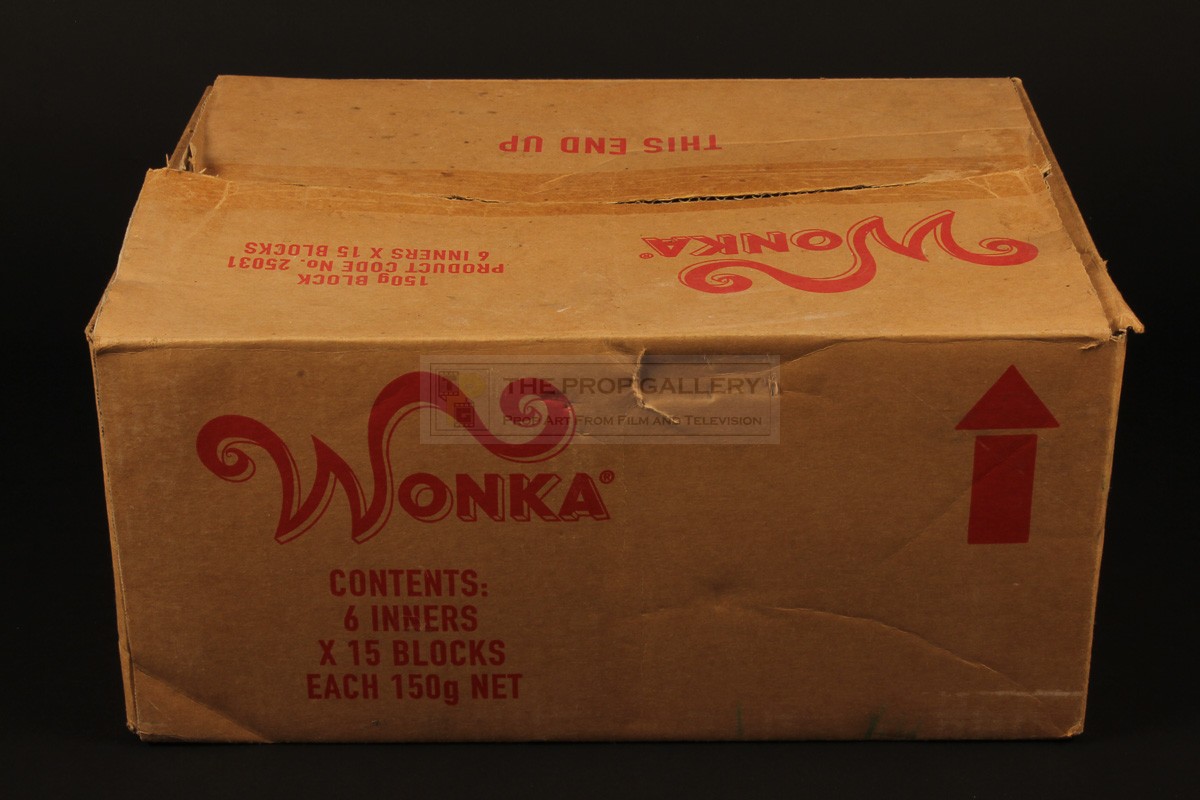 THIS END UP
WONKA®
150g BLOCK
PRODUCT CODE No. 25031
6 INNERS X 15 BLOCKS
THE PROP GALLERY
PROP ART FROM FILM AND TELEVISION
WONKA®
CONTENTS:
6 INNERS
X 15 BLOCKS
EACH 150g NET